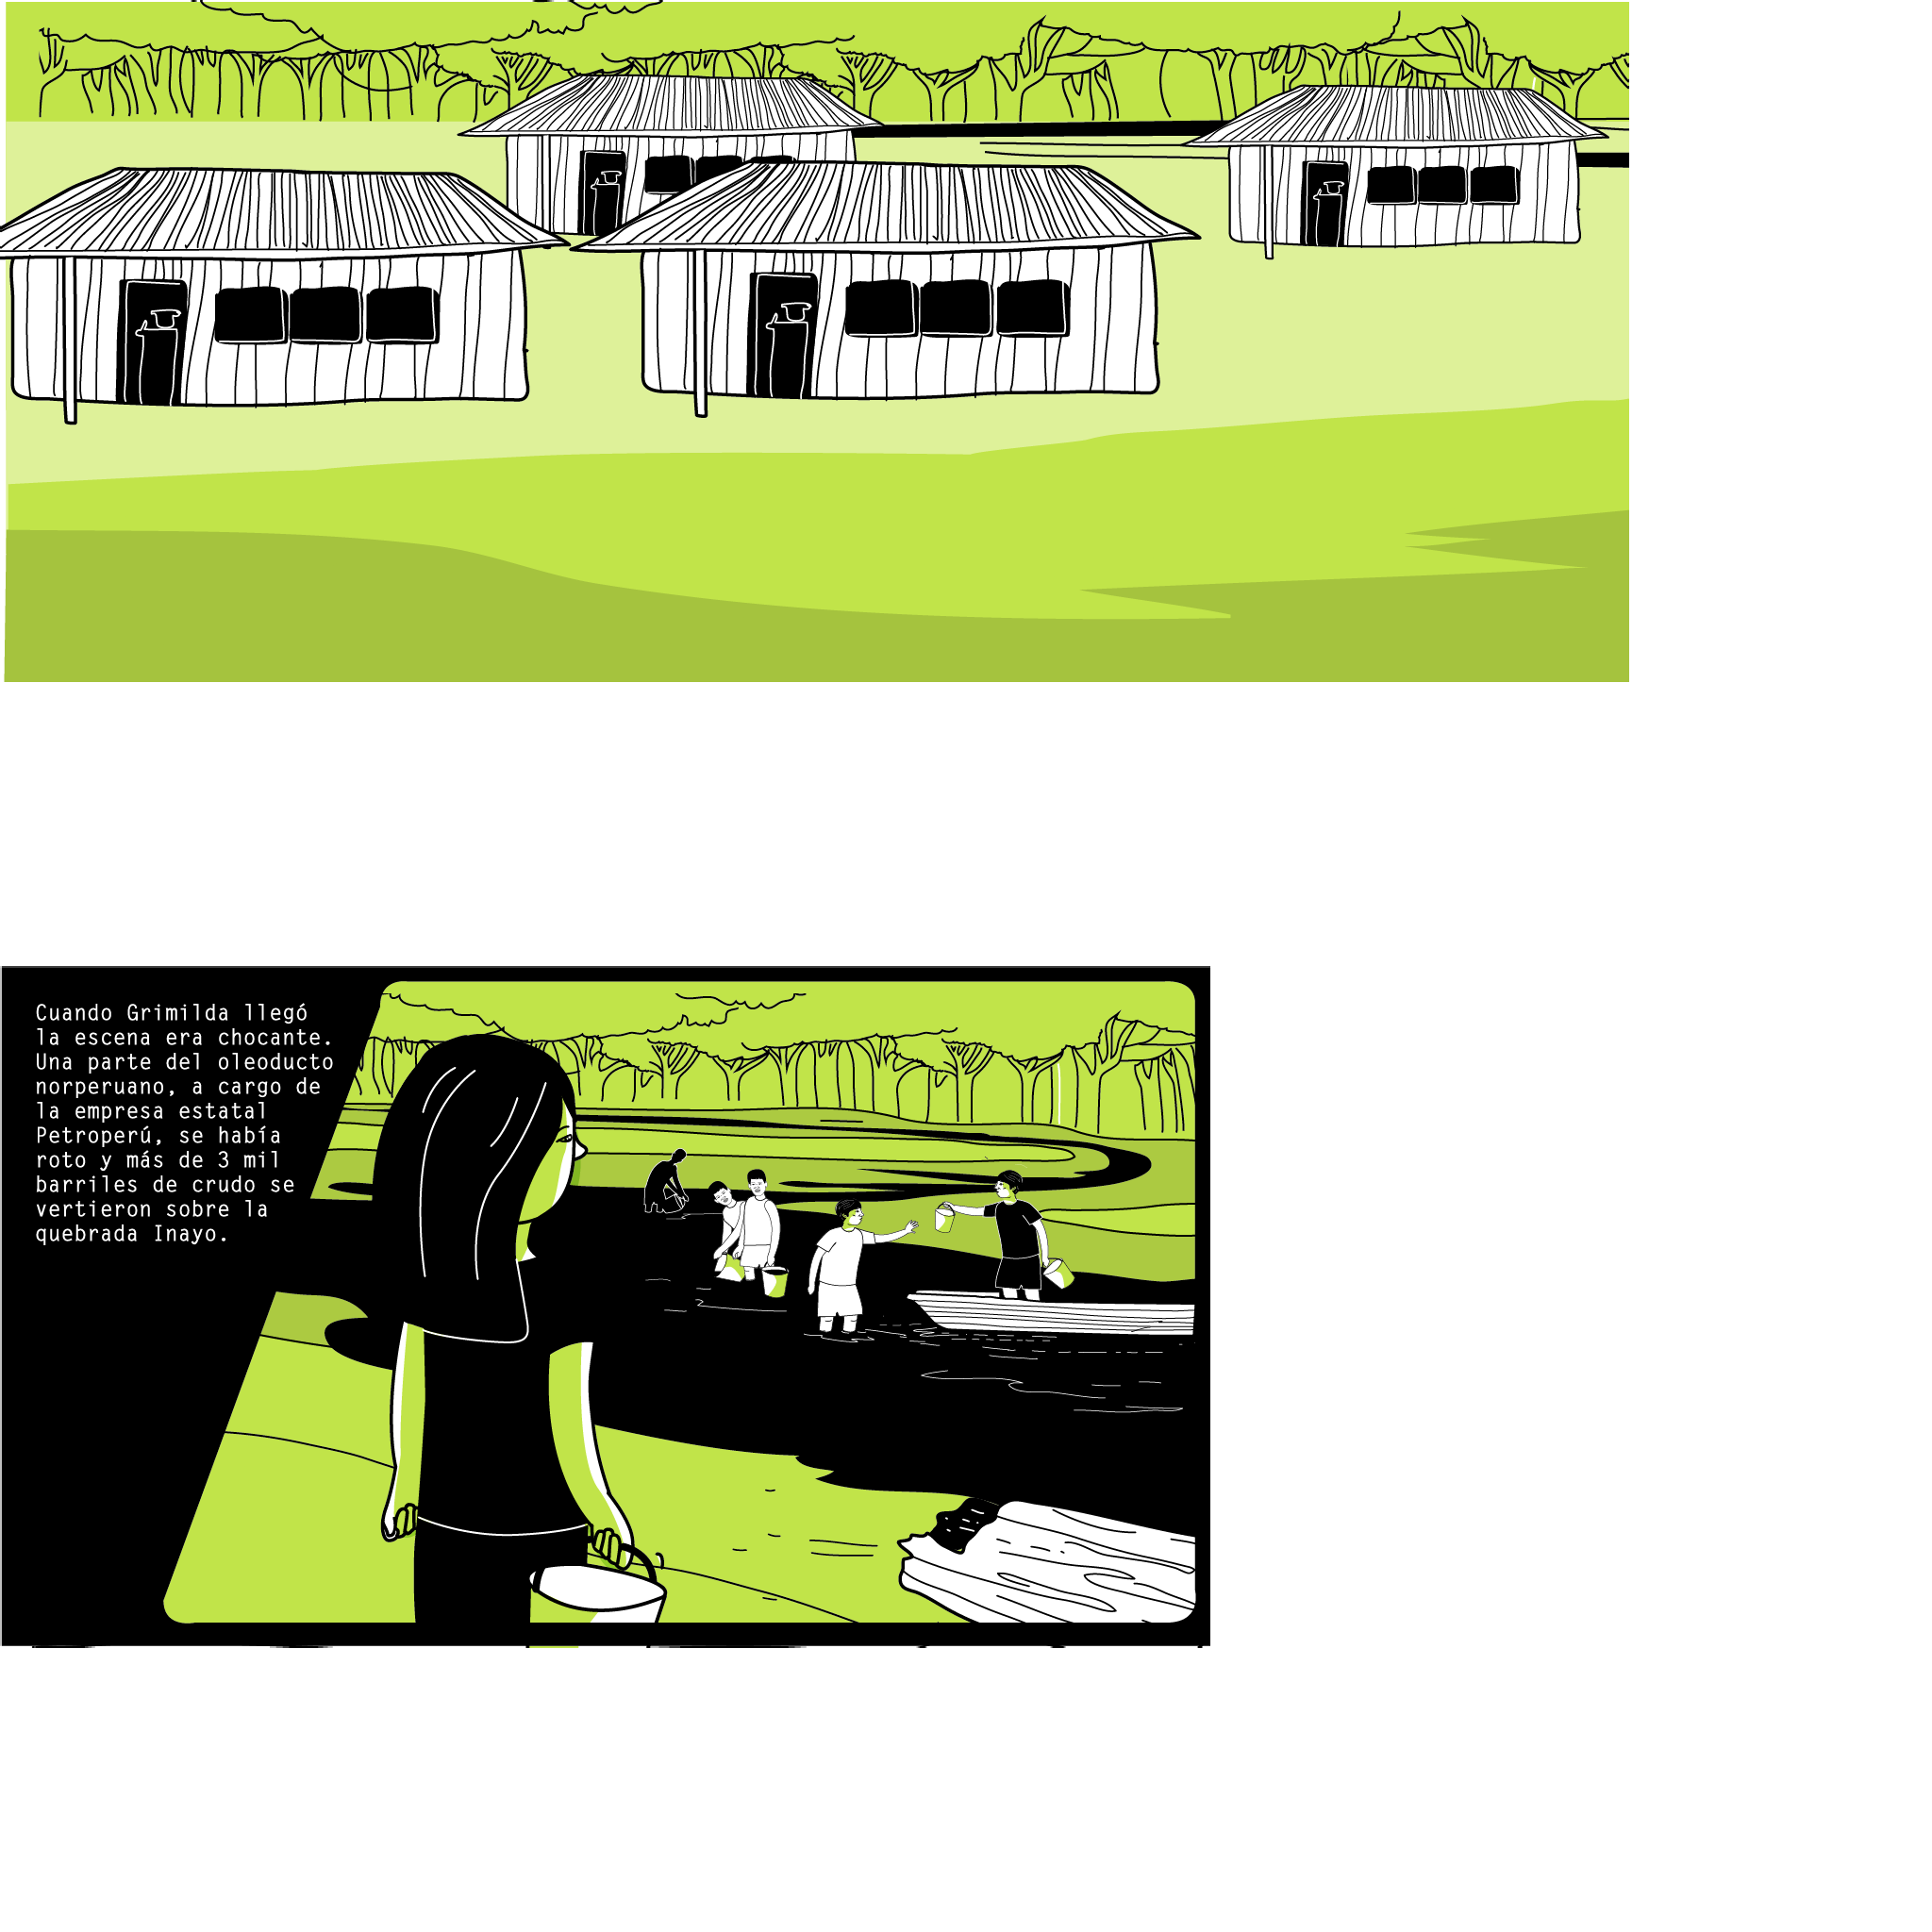 Cuando Grimilda llegó
la escena era chocante.
Una parte del oleoducto
norperuano, a cargo de
la empresa estatal
Petroperú, se había
roto y más de 3 mil
barriles de crudo se
vertieron sobre la
quebrada Inayo.